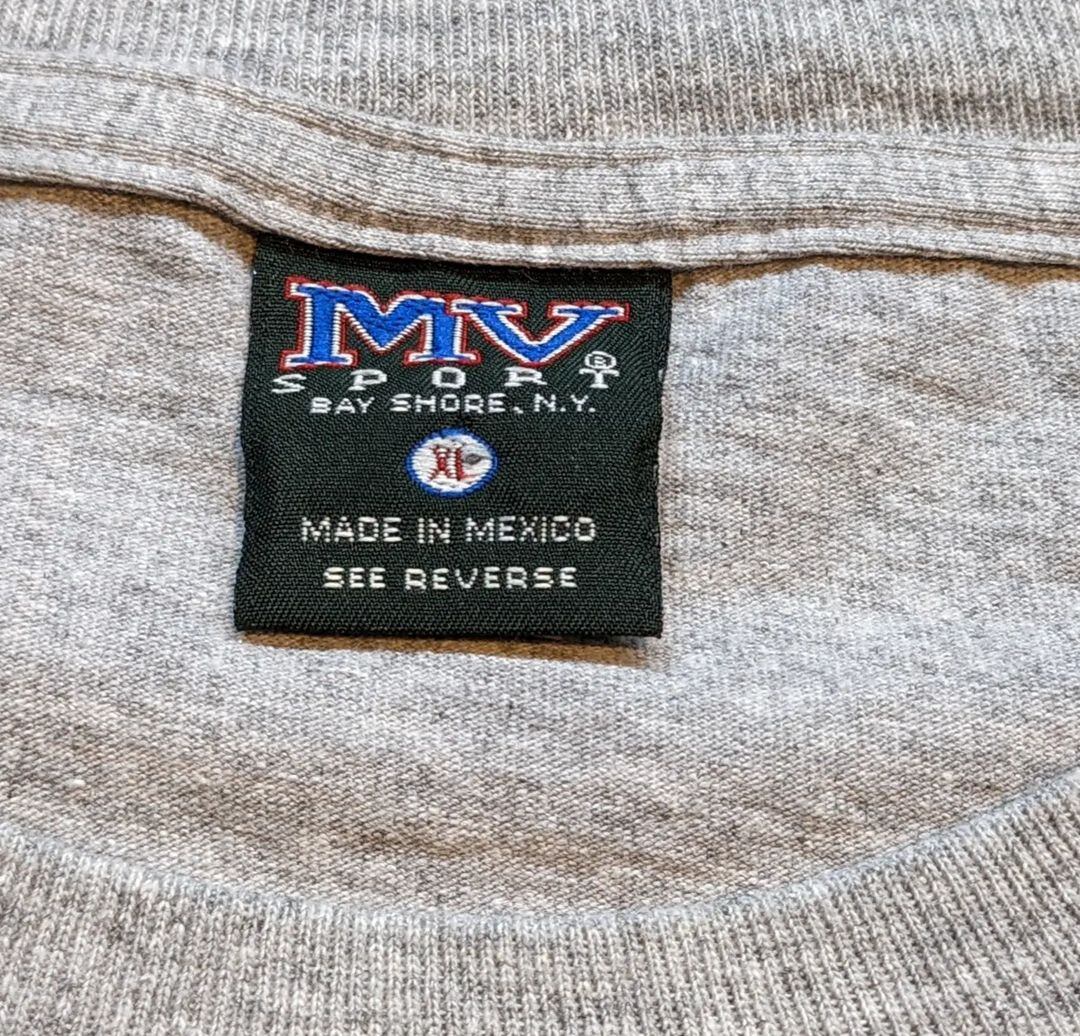 MV
SPORT®
BAY SHORE, N.Y.
XL
MADE IN MEXICO
SEE REVERSE